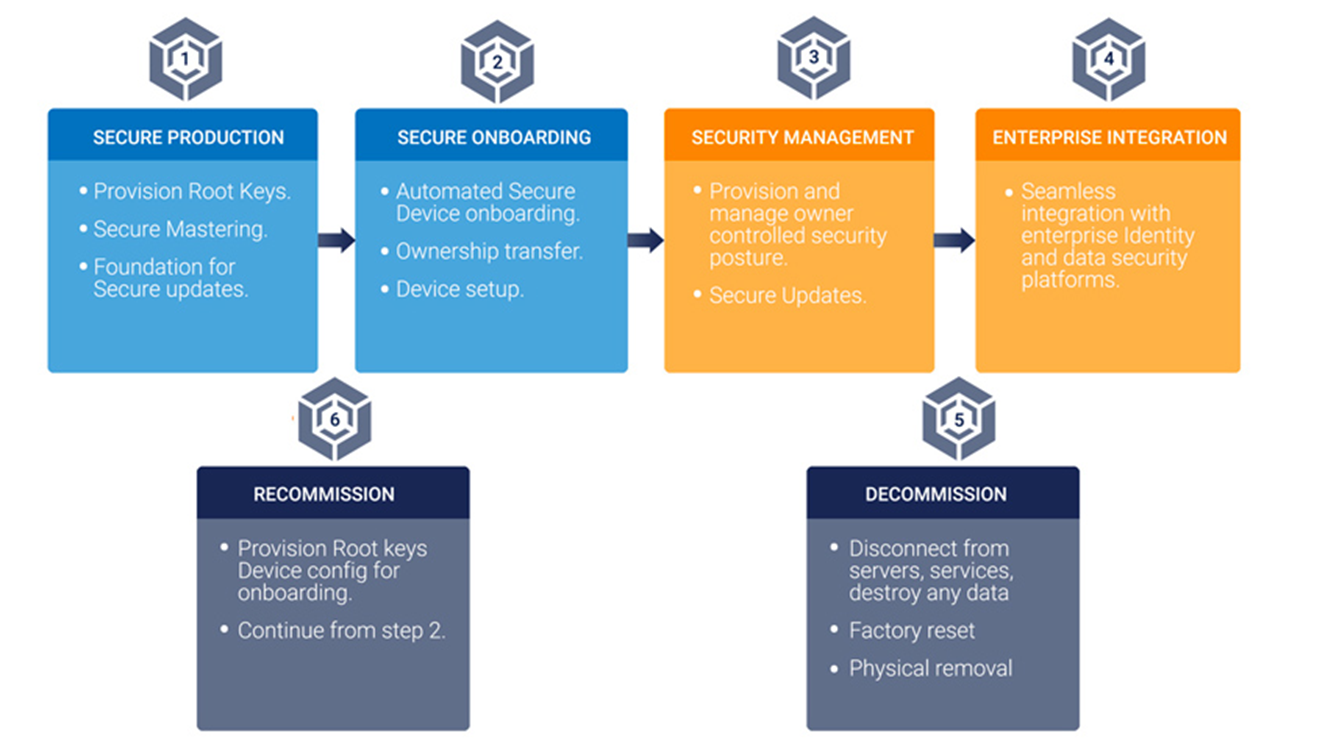 1
SECURE PRODUCTION
• Provision Root Keys.
• Secure Mastering.
• Foundation for
Secure updates.
2
SECURE ONBOARDING
• Automated Secure
Device onboarding.
• Ownership transfer.
• Device setup.
3
SECURITY MANAGEMENT
• Provision and
manage owner
controlled security
posture.
• Secure Updates.
4
ENTERPRISE INTEGRATION
• Seamless
integration with
enterprise Identity
and data security
platforms.
6
RECOMMISSION
• Provision Root keys
Device config for
onboarding.
• Continue from step 2.
5
DECOMMISSION
• Disconnect from
servers, services,
destroy any data
• Factory reset
• Physical removal